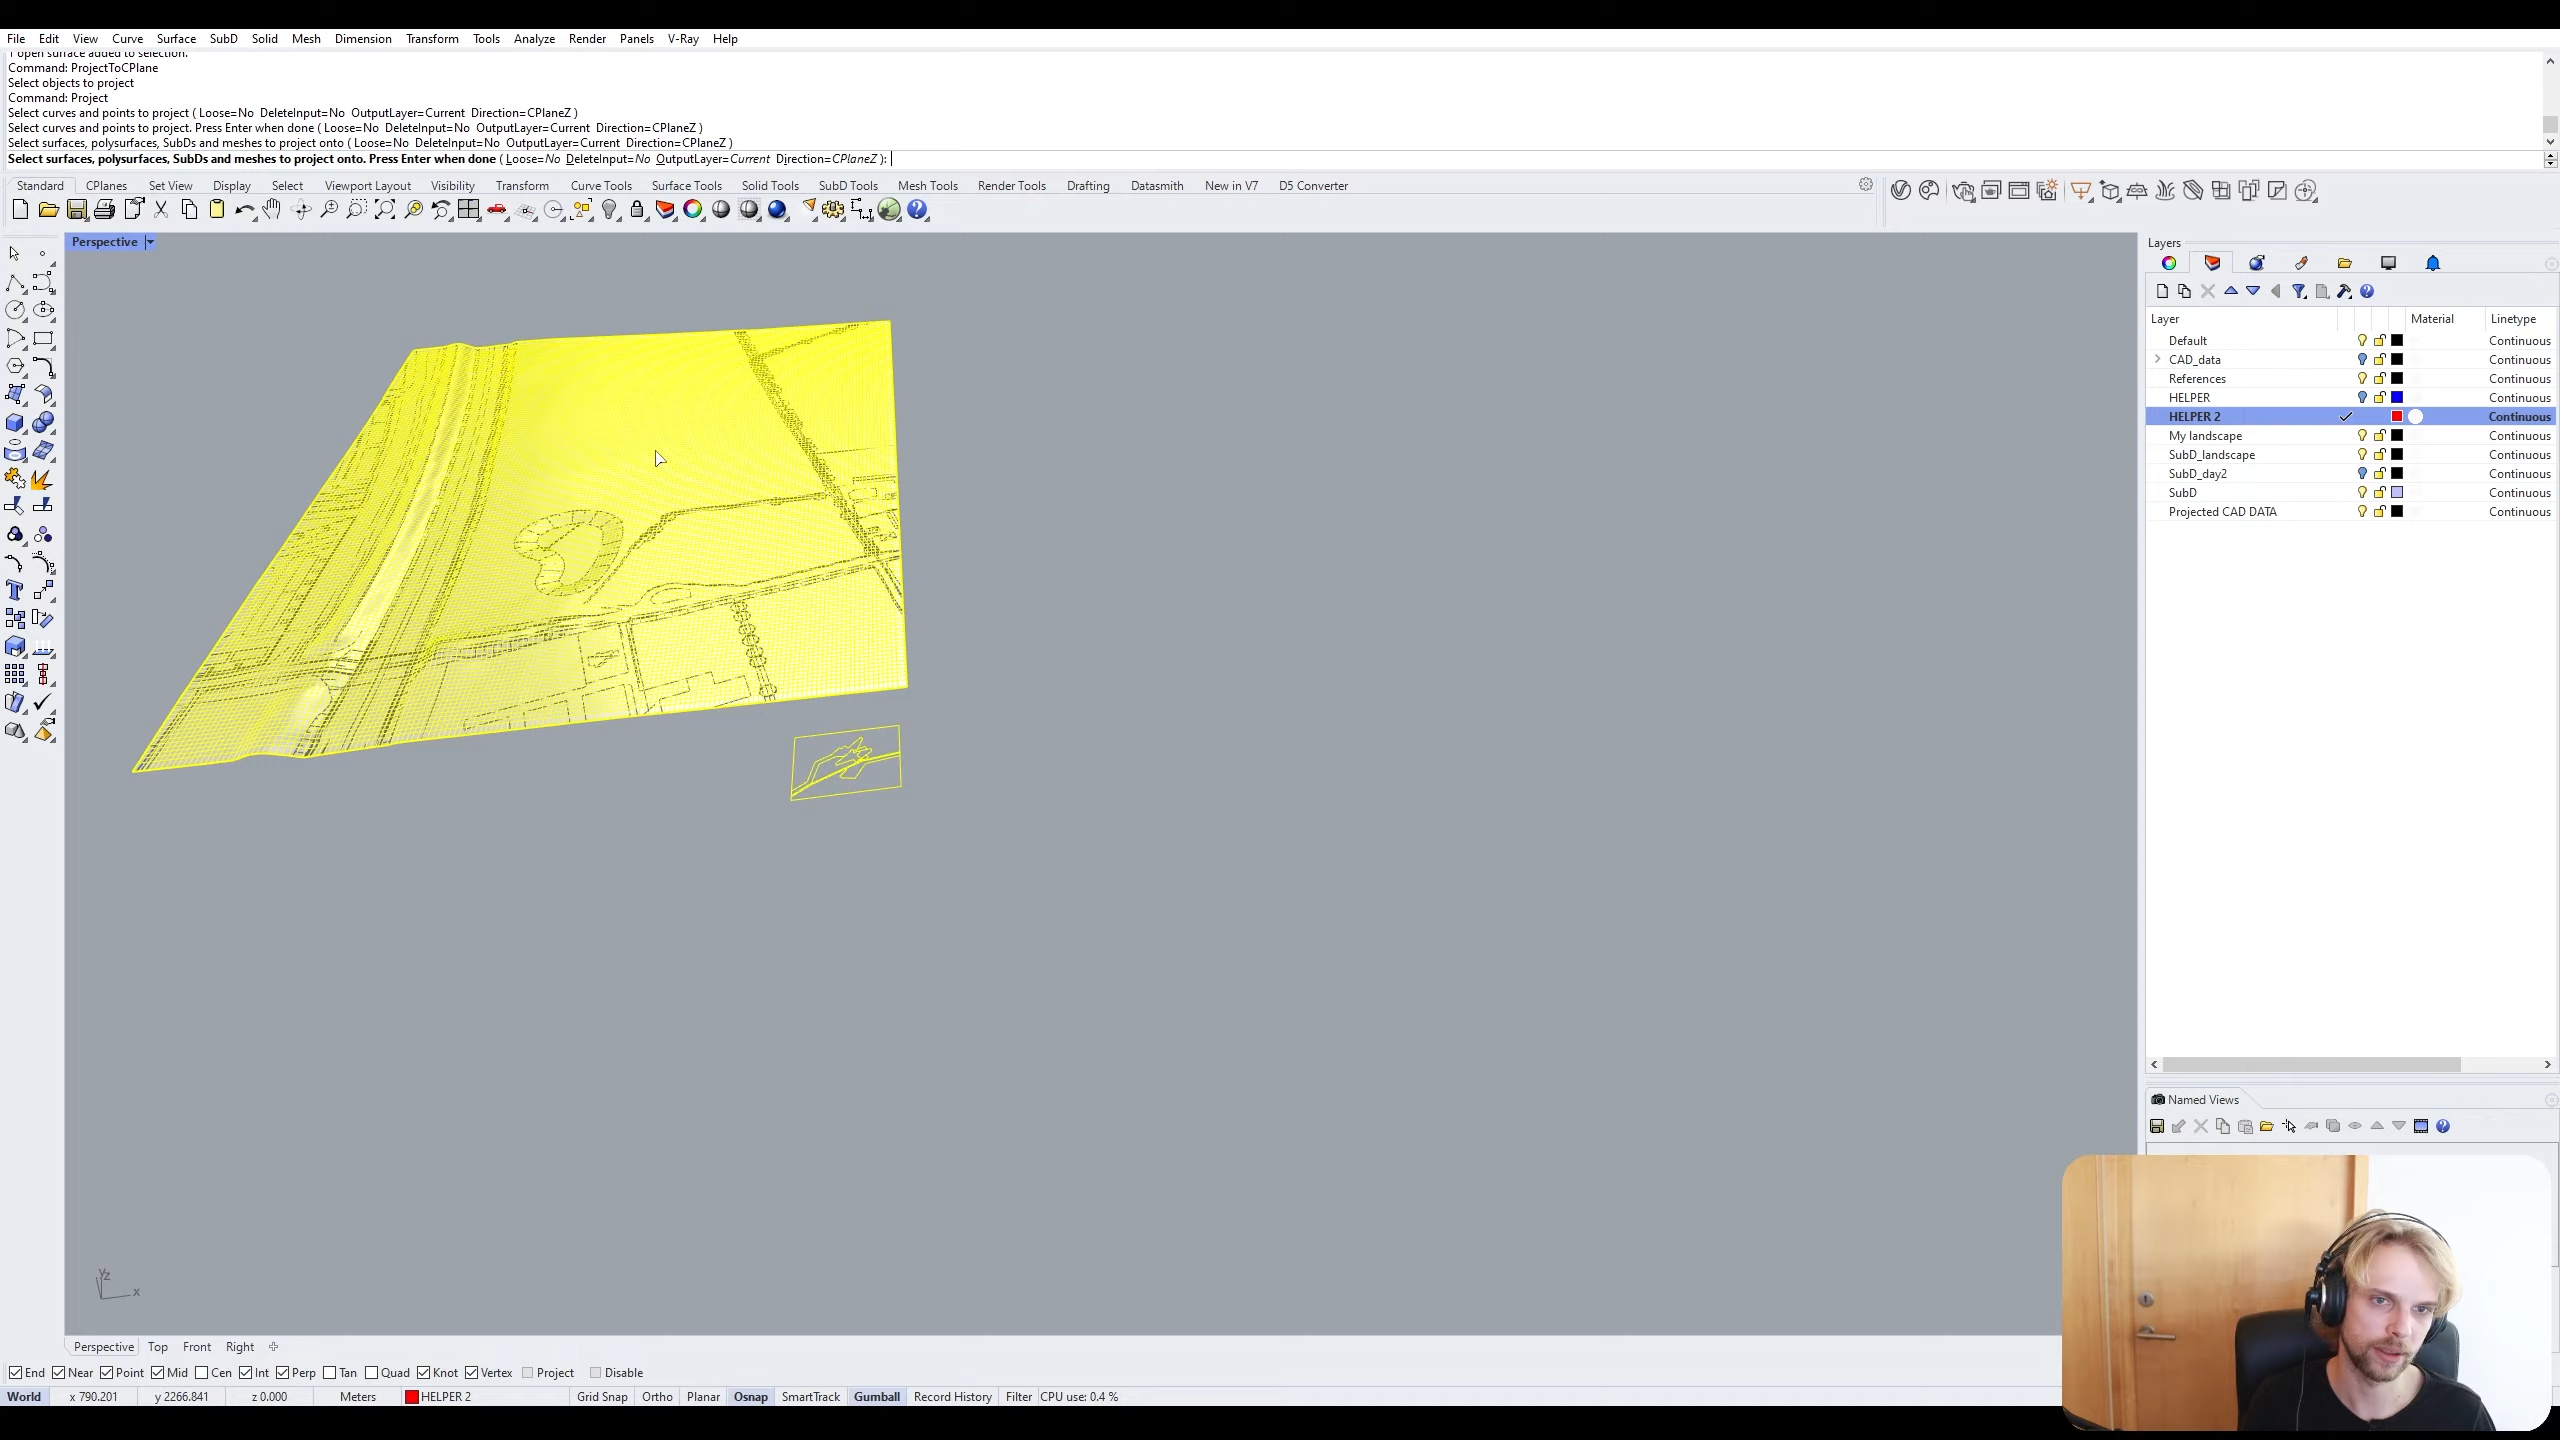 File Edit View Curve Surface SubD Solid Mesh Dimension Transform Tools Analyze Render Panels V-Ray Help
1 open surface added to selection.
Command: ProjectToCPlane
Select objects to project
Command: Project
Select curves and points to project ( Loose=No DeleteInput=No OutputLayer=Current Direction=CPlaneZ )
Select curves and points to project. Press Enter when done ( Loose=No DeleteInput=No OutputLayer=Current Direction=CPlaneZ )
Select surfaces, polysurfaces, SubDs and meshes to project onto ( Loose=No DeleteInput=No OutputLayer=Current Direction=CPlaneZ )
Select surfaces, polysurfaces, SubDs and meshes to project onto. Press Enter when done ( Loose=No DeleteInput=No OutputLayer=Current Direction=CPlaneZ ):
Standard CPlanes Set View Display Select Viewport Layout Visibility Transform Curve Tools Surface Tools Solid Tools SubD Tools Mesh Tools Render Tools Drafting Datasmith New in V7 D5 Converter
Perspective
Layers
Layer Material Linetype
Default Continuous
CAD_data Continuous
References Continuous
HELPER Continuous
HELPER 2 Continuous
My landscape Continuous
SubD_landscape Continuous
SubD_day2 Continuous
SubD Continuous
Projected CAD DATA Continuous
Named Views
y z x
Perspective Top Front Right
End Near Point Mid Cen Int Perp Tan Quad Knot Vertex Project Disable
World x 790.201 y 2266.841 z 0.000 Meters HELPER 2 Grid Snap Ortho Planar Osnap SmartTrack Gumball Record History Filter CPU use: 0.4 %